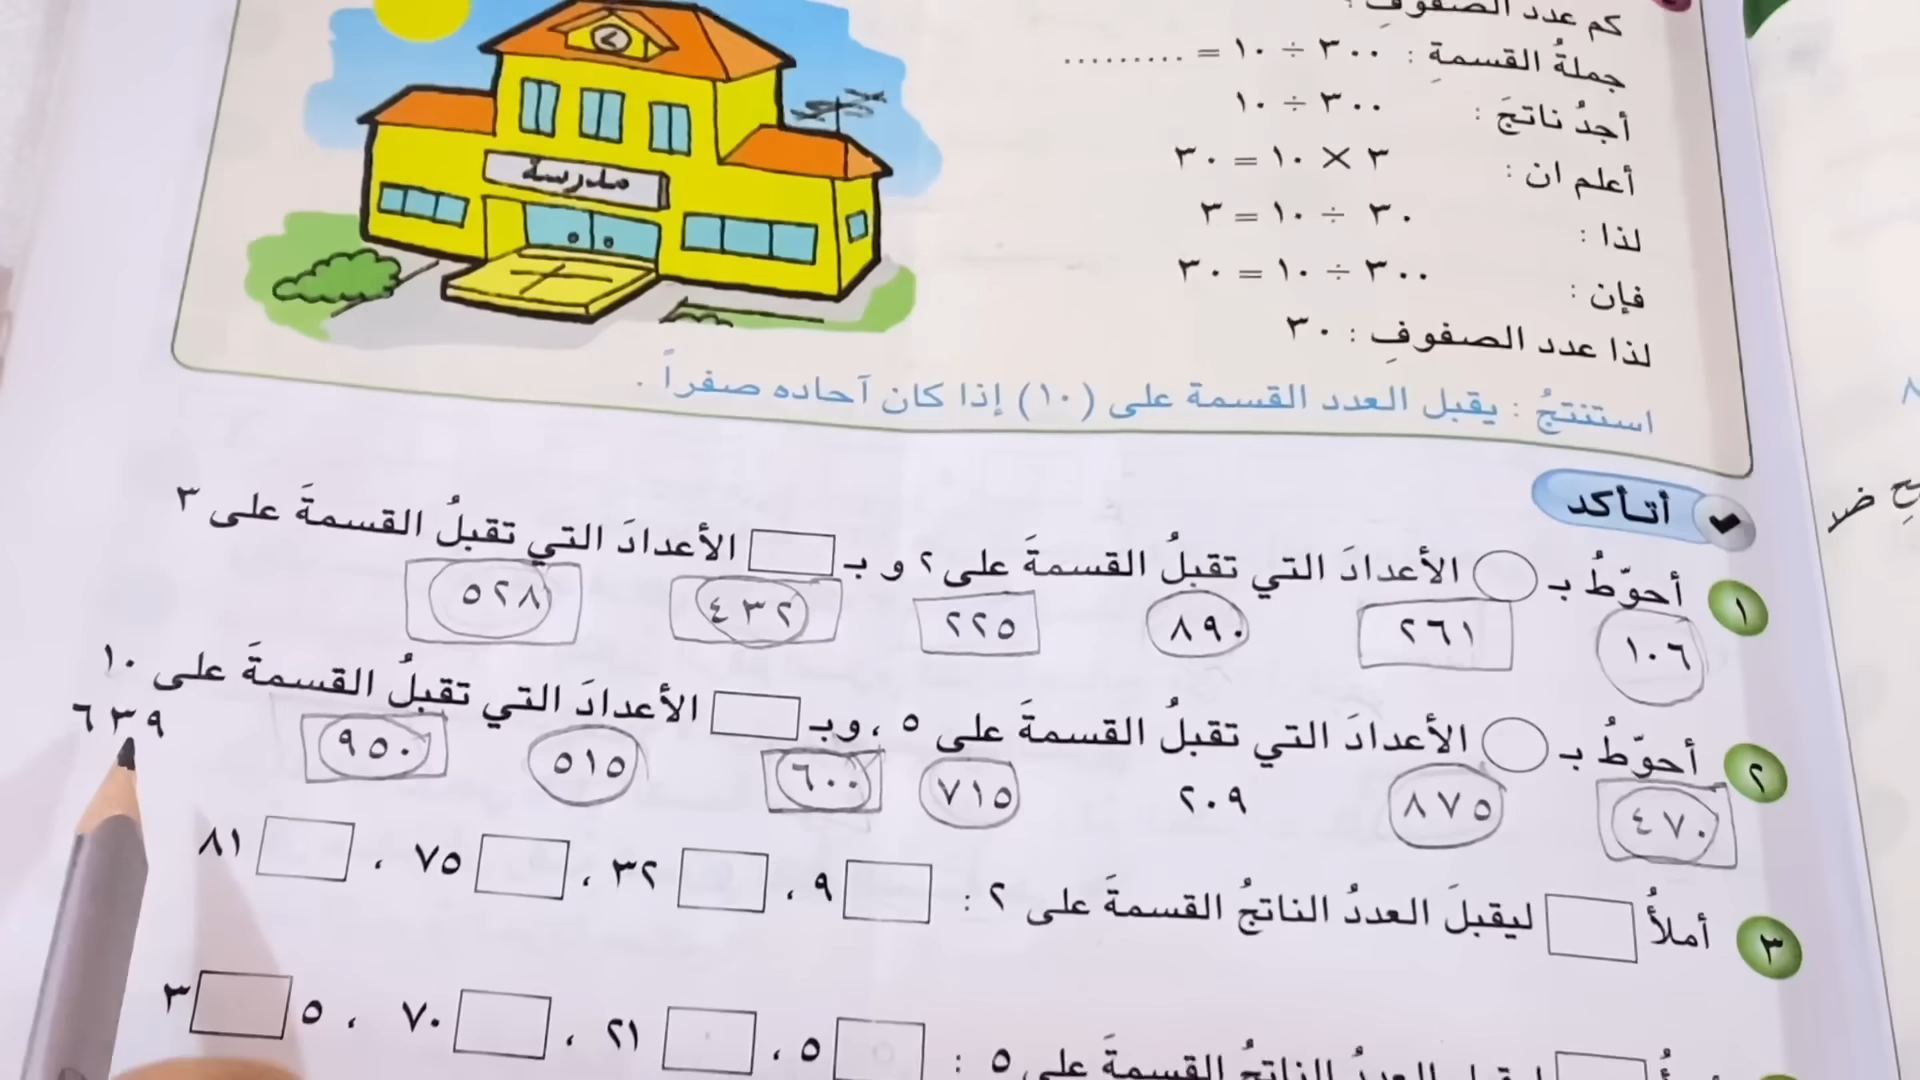 كم عدد الصفوفِ :
جملةُ القسمةِ : ٣٠٠ ÷ ١٠ = .........
أجدُ ناتجَ : ٣٠٠ ÷ ١٠
أعلم ان : ٣ × ١٠ = ٣٠
لذا : ٣٠ ÷ ١٠ = ٣
فإن : ٣٠٠ ÷ ١٠ = ٣٠
لذا عدد الصفوفِ : ٣٠
مدرسة
استنتجُ : يقبل العدد القسمة على (١٠) إذا كان آحاده صفراً .
أتأكد
١ أحوّطُ بـ الأعدادَ التي تقبلُ القسمةَ على ٢ و بـ الأعدادَ التي تقبلُ القسمةَ على ٣
١٠٦ ٢٦١ ٨٩٠ ٢٢٥ ٤٣٢ ٥٢٨
٢ أحوّطُ بـ الأعدادَ التي تقبلُ القسمةَ على ٥ ، وبـ الأعدادَ التي تقبلُ القسمةَ على ١٠
٤٧٠ ٨٧٥ ٢٠٩ ٧١٥ ٦٠٠ ٥١٥ ٩٥٠ ٦٣٩
٣ أملأُ ليقبلَ العددُ الناتجُ القسمةَ على ٢ : ٩ ، ٣٢ ، ٧٥ ، ٨١
القسمةَ على ٥ : ٥ ، ٢١ ، ٧٠ ، ٥ ٣